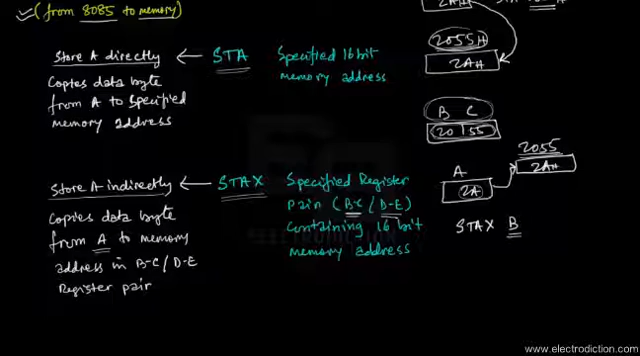 (from 8085 to memory)
Store A directly ← STA Specified 16 bit
memory address
Copies data byte
from A to Specified
memory address
Store A indirectly ← STAX Specified Register
pair (B-C / D-E)
containing 16 bit
memory address
Copies data byte
from A to memory
address in B-C / D-E
Register pair
2055H
2AH
B C
20 55
2055
2AH
A
2A
STAX B
www.electrodiction.com